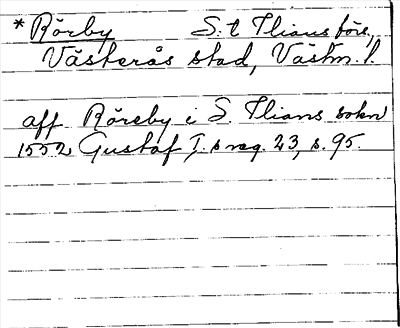 * Rörby S:t Ilians förs.,
Västerås stad, Västm. l.
aff Röreby i S. Ilians sokn
1552 Gustaf I:s reg. 23, s. 95.